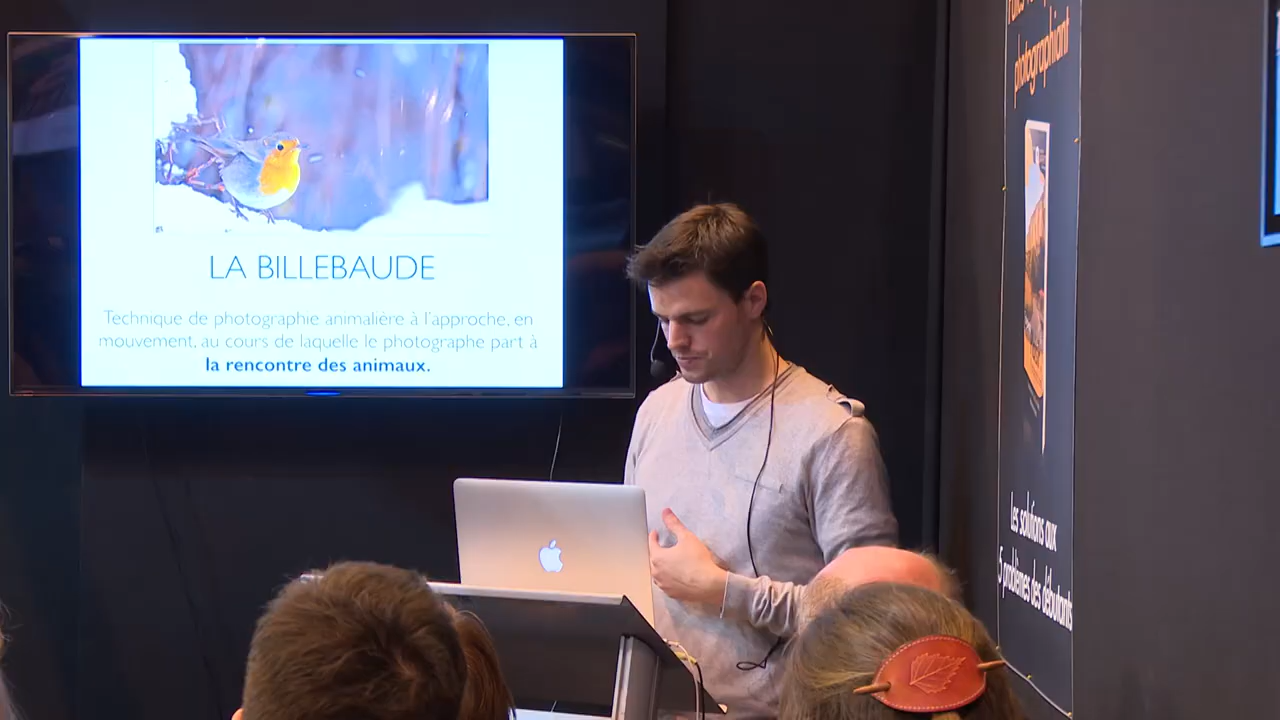 LA BILLEBAUDE
Technique de photographie animalière à l'approche, en
mouvement, au cours de laquelle le photographe part à
la rencontre des animaux.
photographiant
Les solutions aux
5 problèmes des débutants